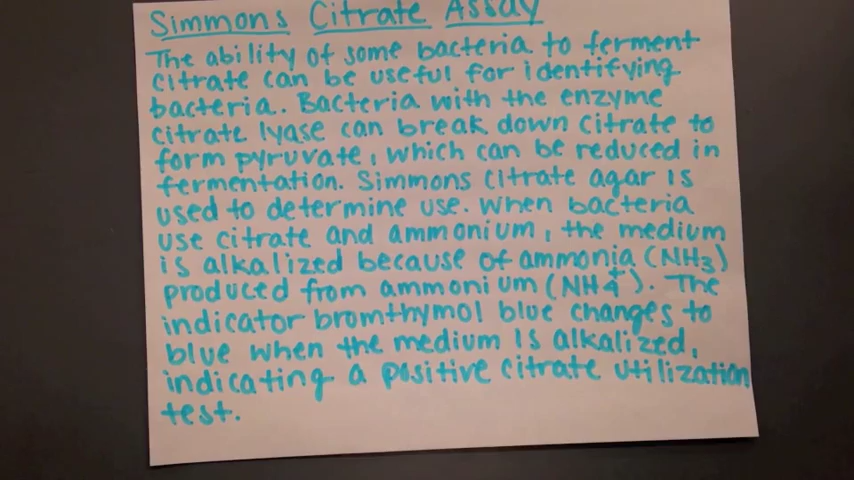 Simmons Citrate Assay
The ability of some bacteria to ferment
citrate can be useful for identifying
bacteria. Bacteria with the enzyme
citrate lyase can break down citrate to
form pyruvate, which can be reduced in
fermentation. Simmons citrate agar is
used to determine use. When bacteria
use citrate and ammonium, the medium
is alkalized because of ammonia (NH3)
produced from ammonium (NH4+). The
indicator bromthymol blue changes to
blue when the medium is alkalized,
indicating a positive citrate utilization
test.